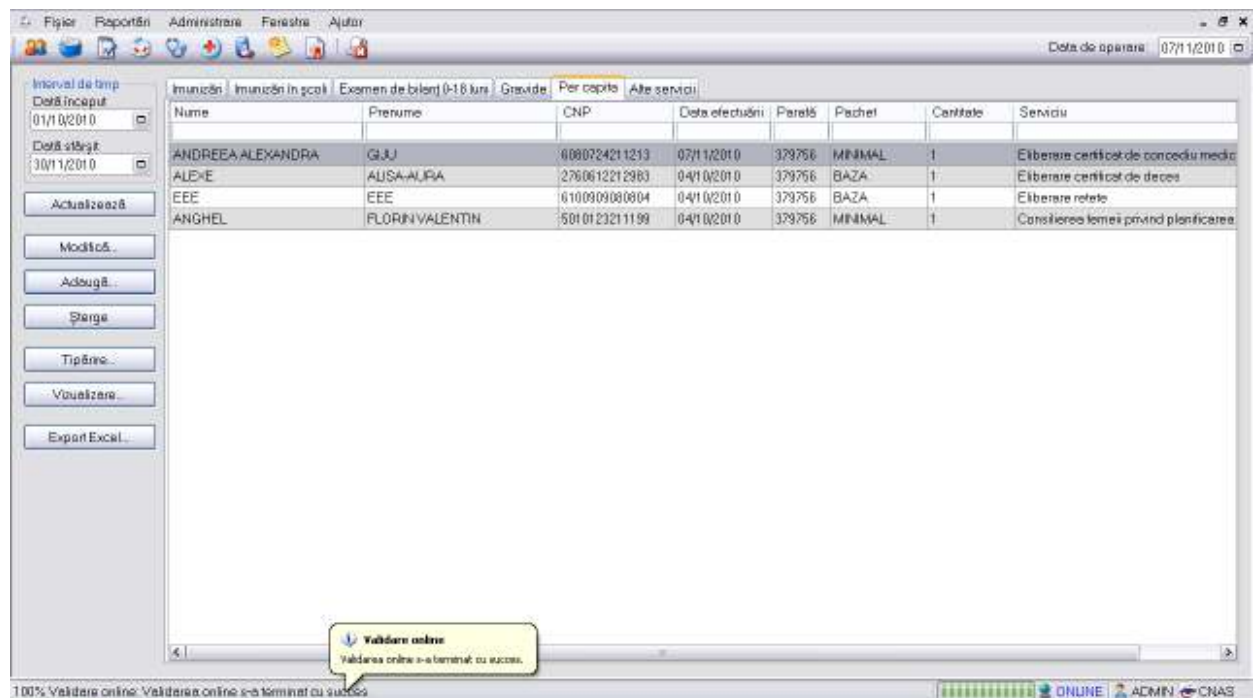 Fișier Raportări Administrare Ferestre Ajutor
Data de operare: 07/11/2010
Interval de timp
Dată început
01/10/2010
Dată sfârșit
30/11/2010
Actualizează
Modifică...
Adaugă...
Șterge
Tipărire...
Vizualizare...
Export Excel...
Imunizări Imunizări în școli Examen de bilanț 0-18 luni Gravide Per capita Alte servicii
Nume Prenume CNP Data efectuării Parafă Pachet Cantitate Serviciu
ANDREEA ALEXANDRA GIJU 6080724211213 07/11/2010 379756 MINIMAL 1 Eliberare certificat de concediu medic
ALEXE ALISA-AURA 2760612212983 04/10/2010 379756 BAZA 1 Eliberare certificat de deces
EEE EEE 6100909080804 04/10/2010 379756 BAZA 1 Eliberare retete
ANGHEL FLORIN VALENTIN 5010123211199 04/10/2010 379756 MINIMAL 1 Consilierea femeii privind planificarea
Validare online
Validarea online s-a terminat cu succes.
100% Validare online: Validarea online s-a terminat cu succes
ONLINE ADMIN CNAS